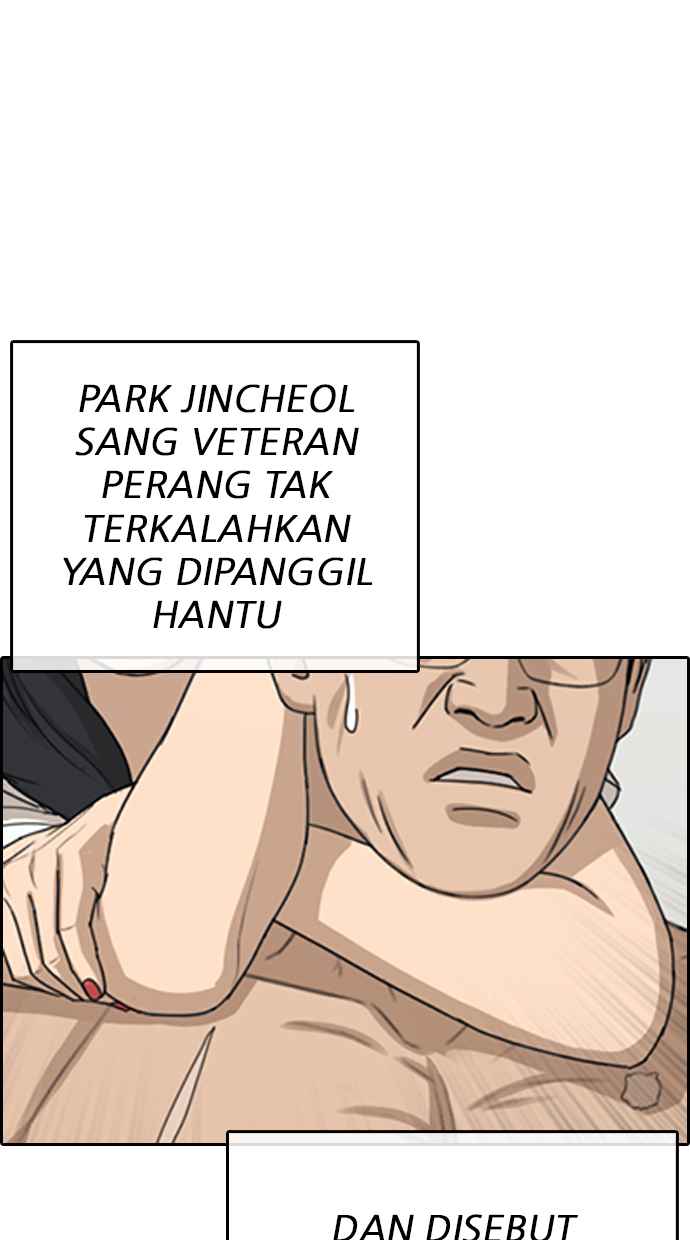 PARK JINCHEOL
SANG VETERAN
PERANG TAK
TERKALAHKAN
YANG DIPANGGIL
HANTU
DAN DISEBUT